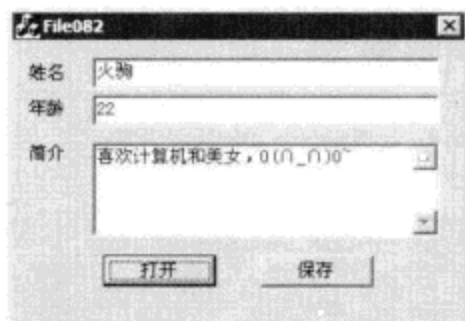 File082
姓名 火狗
年龄 22
简介 喜欢计算机和美女，O(∩_∩)O~
打开 保存